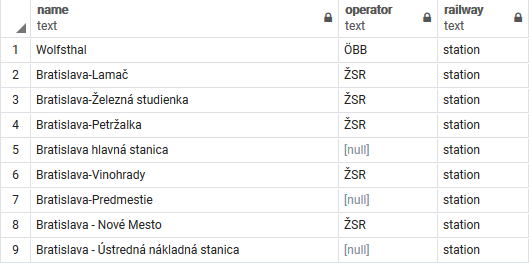 name operator railway
text text text
1 Wolfsthal ÖBB station
2 Bratislava-Lamač ŽSR station
3 Bratislava-Železná studienka ŽSR station
4 Bratislava-Petržalka ŽSR station
5 Bratislava hlavná stanica [null] station
6 Bratislava-Vinohrady ŽSR station
7 Bratislava-Predmestie [null] station
8 Bratislava - Nové Mesto ŽSR station
9 Bratislava - Ústredná nákladná stanica [null] station